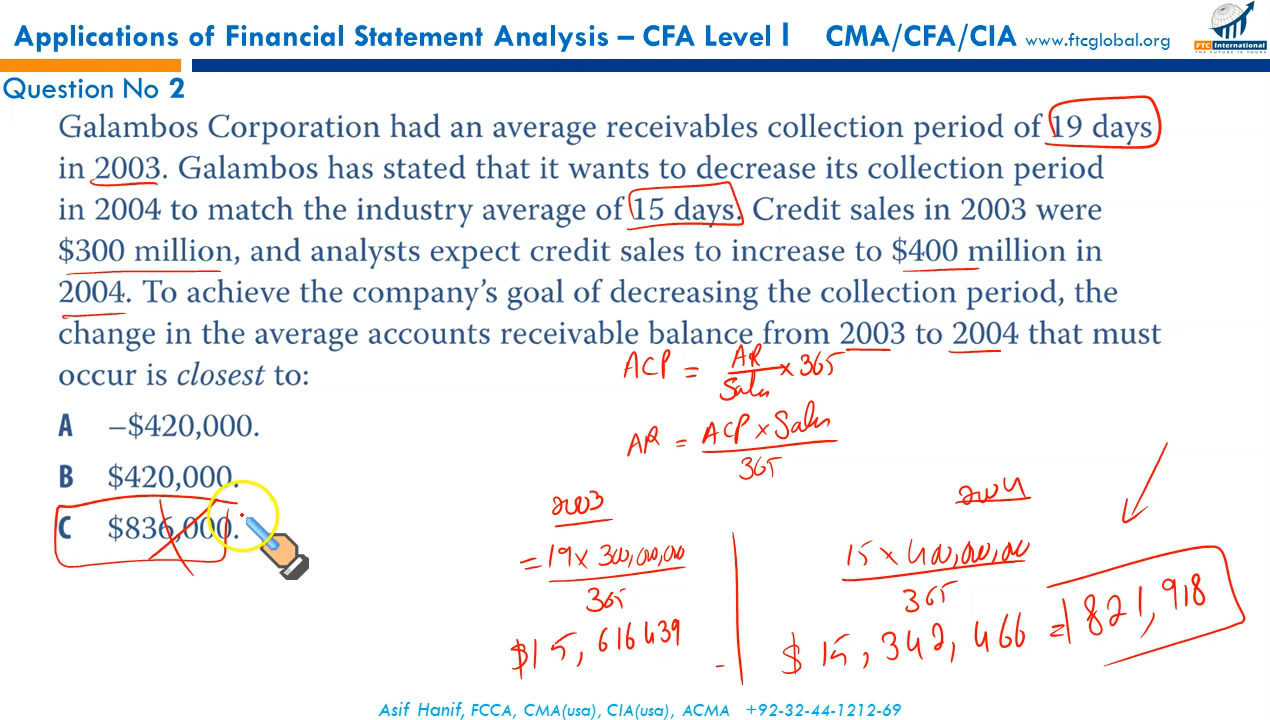 Applications of Financial Statement Analysis – CFA Level I CMA/CFA/CIA www.ftcglobal.org
FTC International
Question No 2
Galambos Corporation had an average receivables collection period of 19 days
in 2003. Galambos has stated that it wants to decrease its collection period
in 2004 to match the industry average of 15 days. Credit sales in 2003 were
$300 million, and analysts expect credit sales to increase to $400 million in
2004. To achieve the company’s goal of decreasing the collection period, the
change in the average accounts receivable balance from 2003 to 2004 that must
occur is closest to:
ACP = AR / Sales × 365
A –$420,000.
AR = ACP × Sales / 365
B $420,000.
C $836,000.
2003
= 19 × 300,000,000 / 365
$15,616439
2004
15 × 400,000,000 / 365
$15,342,466 = 821,918
Asif Hanif, FCCA, CMA(usa), CIA(usa), ACMA +92-32-44-1212-69